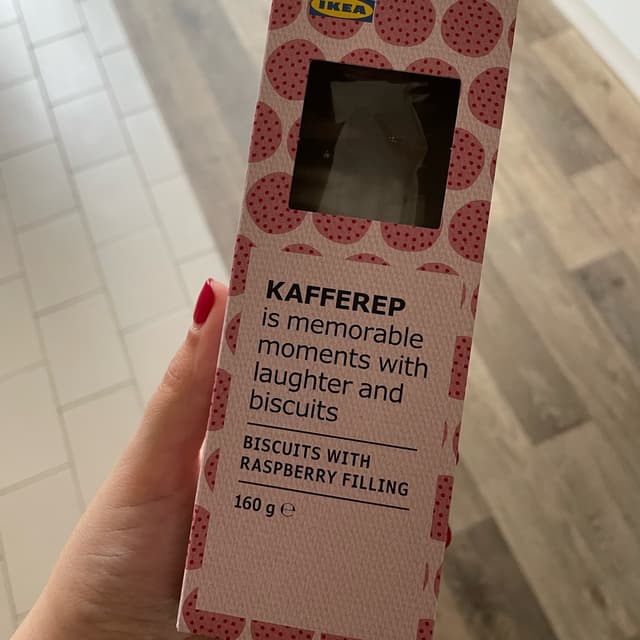 IKEA
KAFFEREP
is memorable
moments with
laughter and
biscuits
BISCUITS WITH
RASPBERRY FILLING
160 g ℮